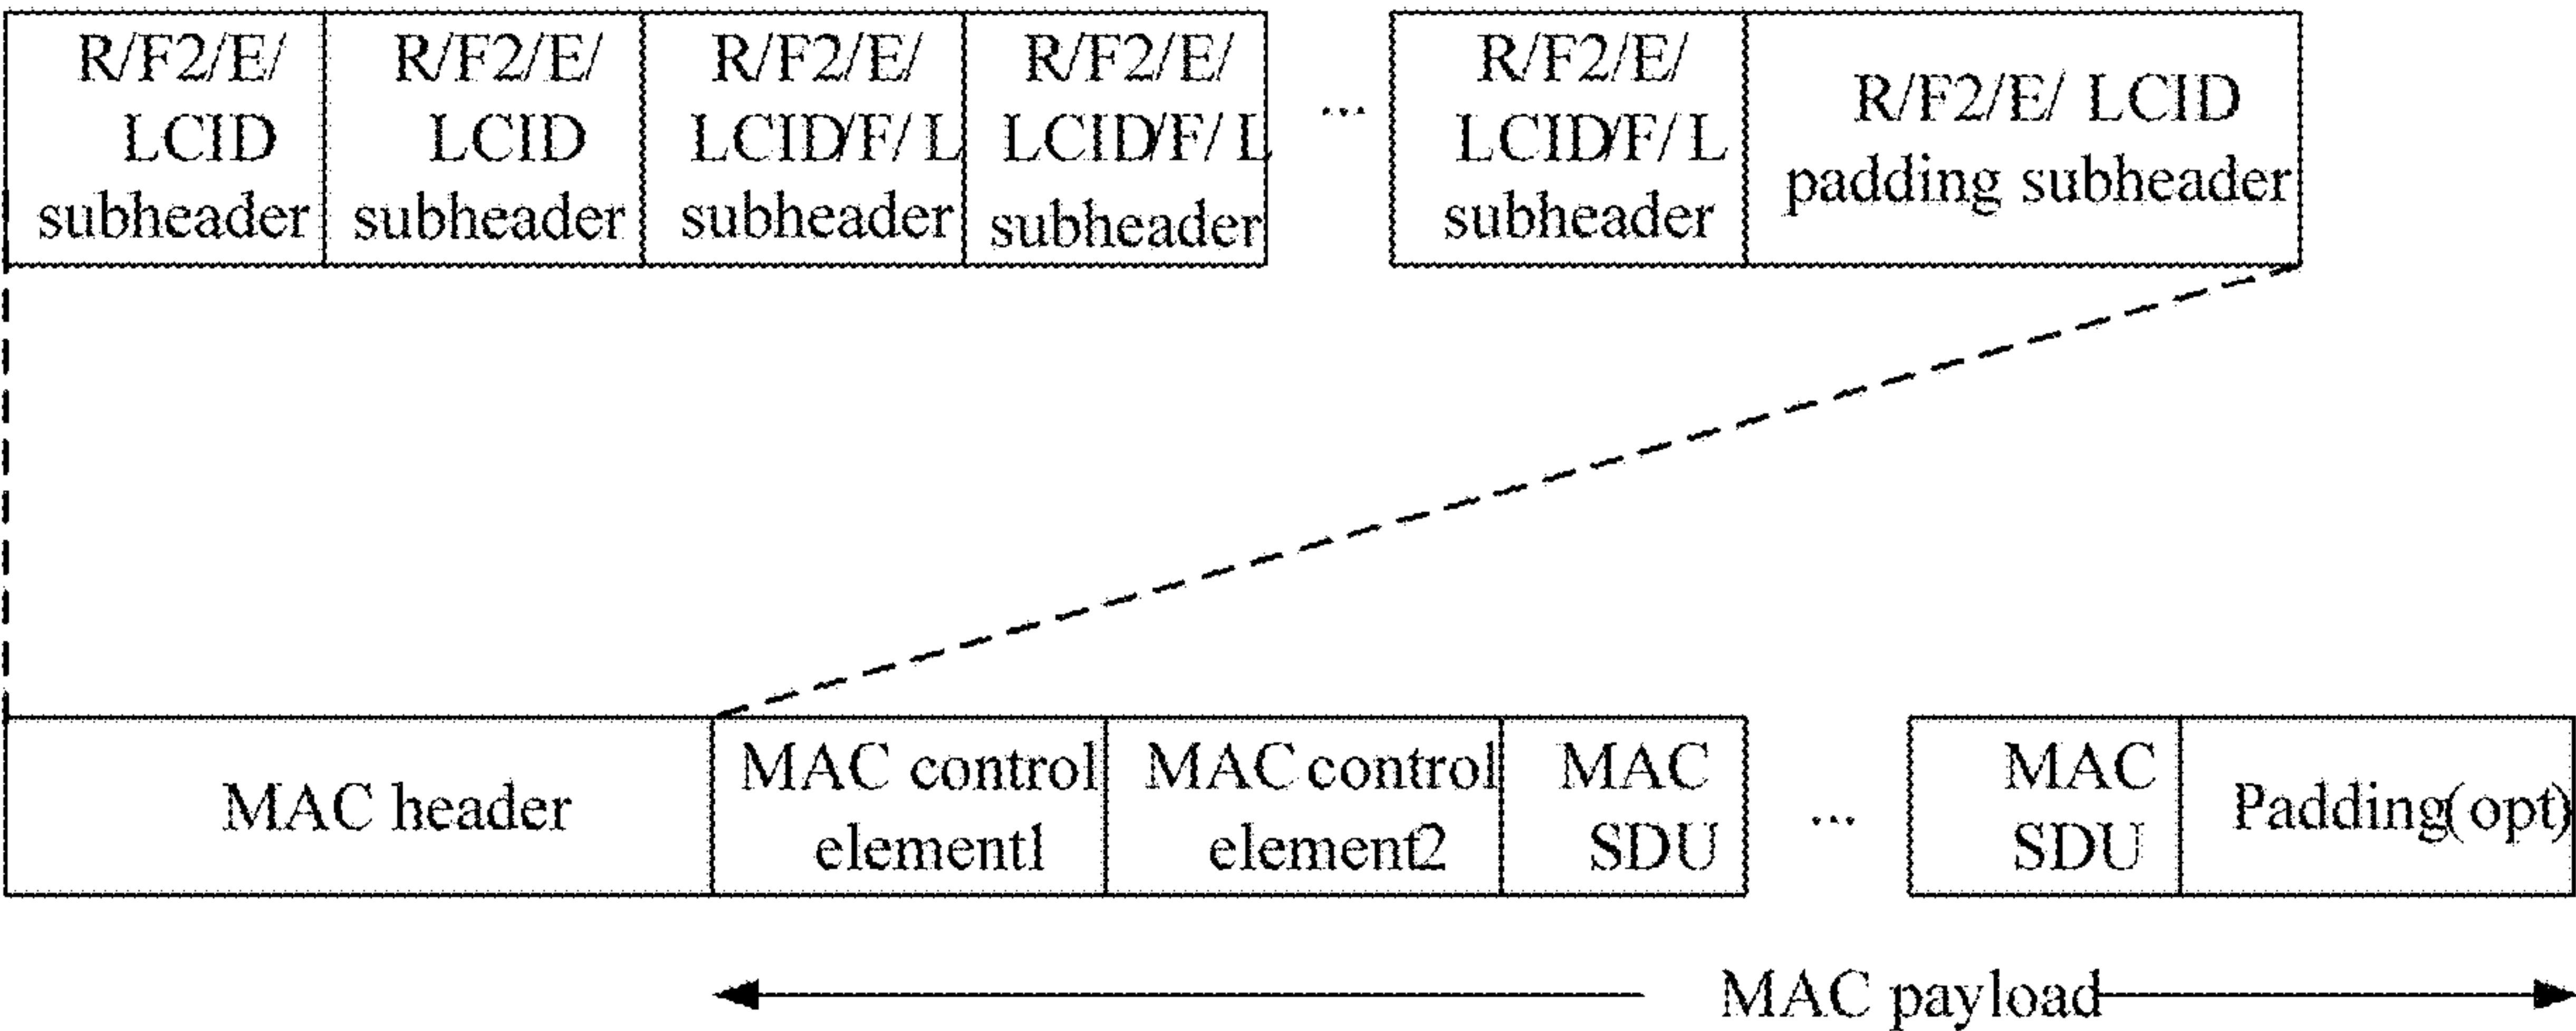 R/F2/E/
LCID
subheader
R/F2/E/
LCID
subheader
R/F2/E/
LCID/F/ L
subheader
R/F2/E/
LCID/F/ L
subheader
...
R/F2/E/
LCID/F/ L
subheader
R/F2/E/ LCID
padding subheader
MAC header
MAC control
element1
MAC control
element2
MAC
SDU
...
MAC
SDU
Padding(opt)
MAC payload